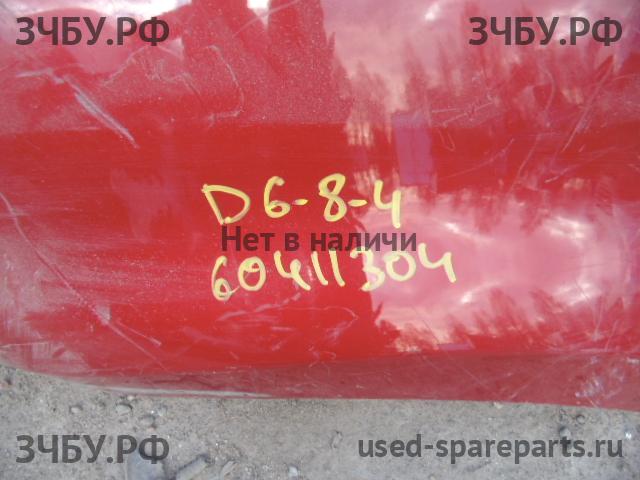 ЗЧБУ.РФ ЗЧБУ.РФ
D6-8-4
Нет в наличи
60411304
ЗЧБУ.РФ used-spareparts.ru